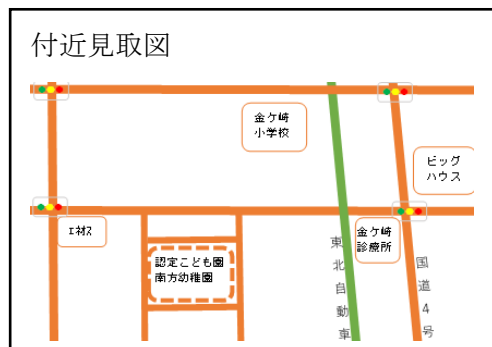 付近見取図
金ケ崎
小学校
ビッグ
ハウス
ｴﾈｵｽ
認定こども園
南方幼稚園
金ケ崎
診療所
東北自動車
国道4号